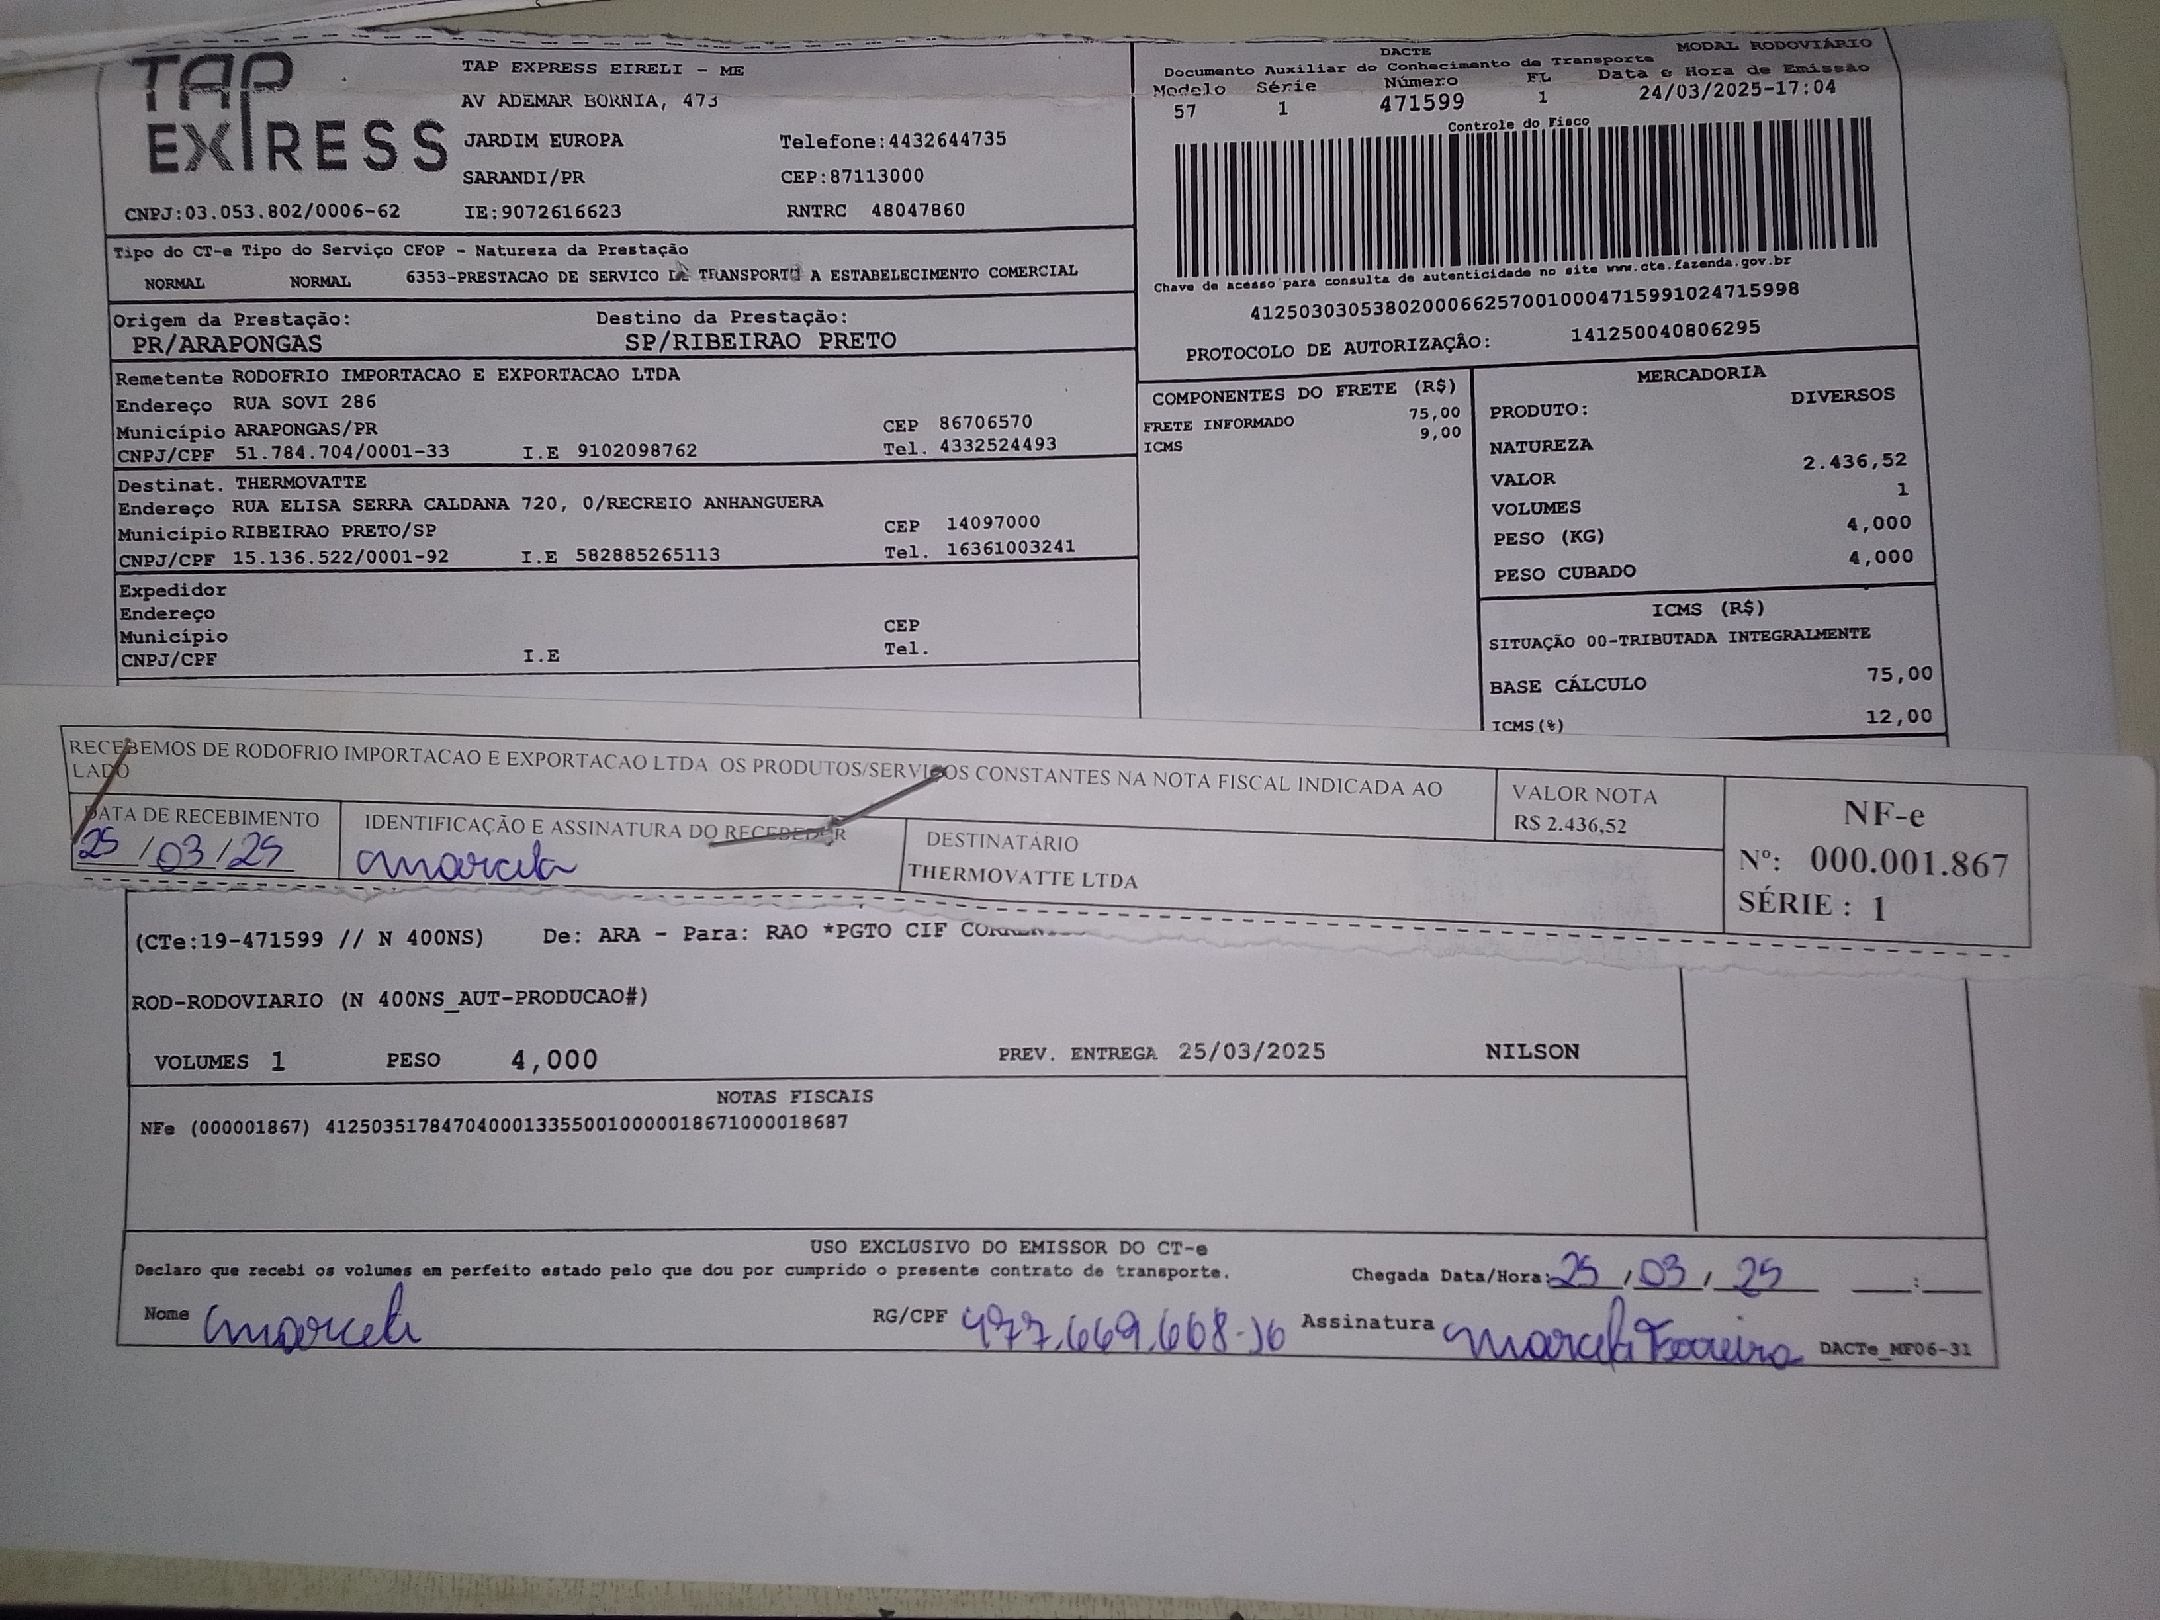 TAP EXPRESS
TAP EXPRESS EIRELI - ME
AV ADEMAR BORNIA, 473
JARDIM EUROPA Telefone:4432644735
SARANDI/PR CEP:87113000
CNPJ:03.053.802/0006-62 IE:9072616623 RNTRC 48047860
DACTE MODAL RODOVIÁRIO
Documento Auxiliar do Conhecimento de Transporte
Modelo Série Número FL Data & Hora de Emissão
57 1 471599 1 24/03/2025-17:04
Controle do Fisco
Chave de acesso para consulta de autenticidade no site www.cte.fazenda.gov.br
41250303053802000662570010004715991024715998
PROTOCOLO DE AUTORIZAÇÃO: 141250040806295
Tipo do CT-e Tipo do Serviço CFOP - Natureza da Prestação
NORMAL NORMAL 6353-PRESTACAO DE SERVICO DE TRANSPORTE A ESTABELECIMENTO COMERCIAL
Origem da Prestação: Destino da Prestação:
PR/ARAPONGAS SP/RIBEIRAO PRETO
Remetente RODOFRIO IMPORTACAO E EXPORTACAO LTDA
Endereço RUA SOVI 286
Município ARAPONGAS/PR CEP 86706570
CNPJ/CPF 51.784.704/0001-33 I.E 9102098762 Tel. 4332524493
Destinat. THERMOVATTE
Endereço RUA ELISA SERRA CALDANA 720, 0/RECREIO ANHANGUERA
Município RIBEIRAO PRETO/SP CEP 14097000
CNPJ/CPF 15.136.522/0001-92 I.E 582885265113 Tel. 16361003241
Expedidor
Endereço
Município CEP
CNPJ/CPF I.E Tel.
COMPONENTES DO FRETE (R$)
FRETE INFORMADO 75,00
ICMS 9,00
MERCADORIA
PRODUTO: DIVERSOS
NATUREZA
VALOR 2.436,52
VOLUMES 1
PESO (KG) 4,000
PESO CUBADO 4,000
ICMS (R$)
SITUAÇÃO 00-TRIBUTADA INTEGRALMENTE
BASE CÁLCULO 75,00
ICMS(%) 12,00
RECEBEMOS DE RODOFRIO IMPORTACAO E EXPORTACAO LTDA OS PRODUTOS/SERVIÇOS CONSTANTES NA NOTA FISCAL INDICADA AO
LADO
VALOR NOTA
R$ 2.436,52
NF-e
Nº: 000.001.867
SÉRIE : 1
DATA DE RECEBIMENTO
25/03/25
IDENTIFICAÇÃO E ASSINATURA DO RECEBEDOR
marcela
DESTINATÁRIO
THERMOVATTE LTDA
(CTe:19-471599 // N 400NS) De: ARA - Para: RAO *PGTO CIF
ROD-RODOVIARIO (N 400NS_AUT-PRODUCAO#)
VOLUMES 1 PESO 4,000 PREV. ENTREGA 25/03/2025 NILSON
NOTAS FISCAIS
NFe (000001867) 41250351784704000133550010000018671000018687
USO EXCLUSIVO DO EMISSOR DO CT-e
Declaro que recebi os volumes em perfeito estado pelo que dou por cumprido o presente contrato de transporte. Chegada Data/Hora: 25/03/25 __:__
Nome marcela RG/CPF 477.669.668-16 Assinatura marcela Ferreira DACTe_MF06-31